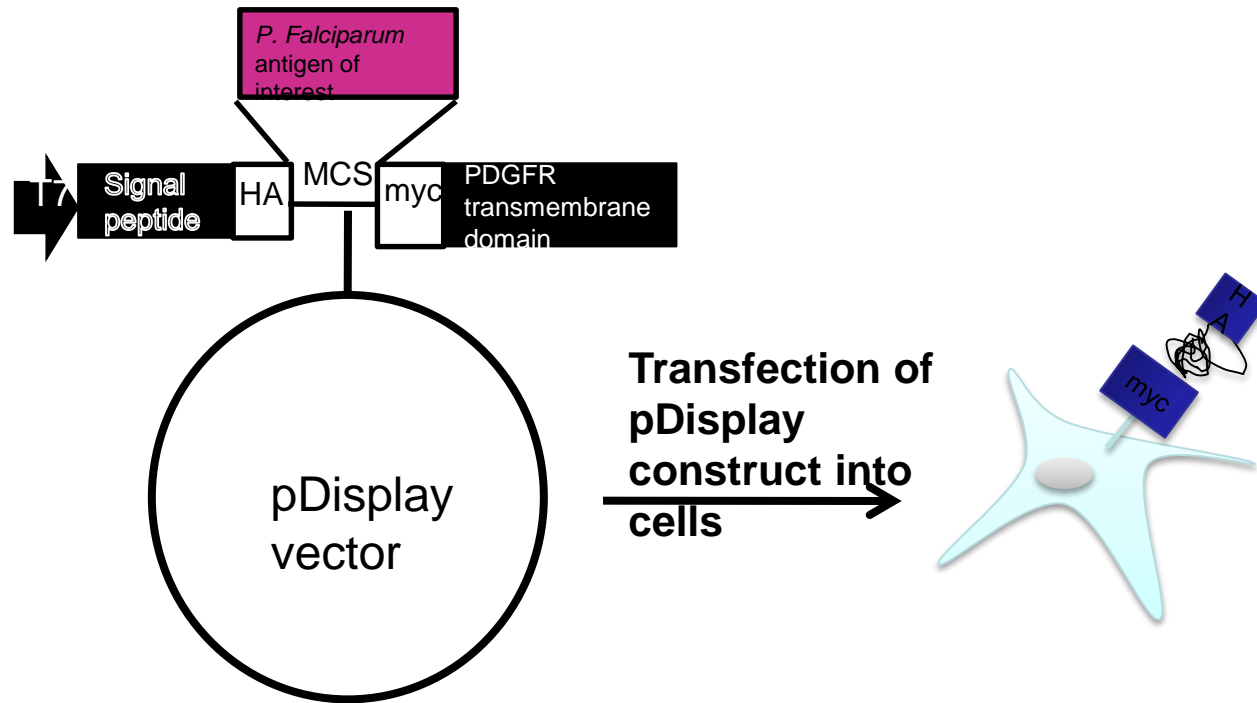 P. Falciparum
antigen of
interest
T7
Signal
peptide
HA
MCS
myc
PDGFR
transmembrane
domain
pDisplay
vector
Transfection of
pDisplay
construct into
cells
HA
myc